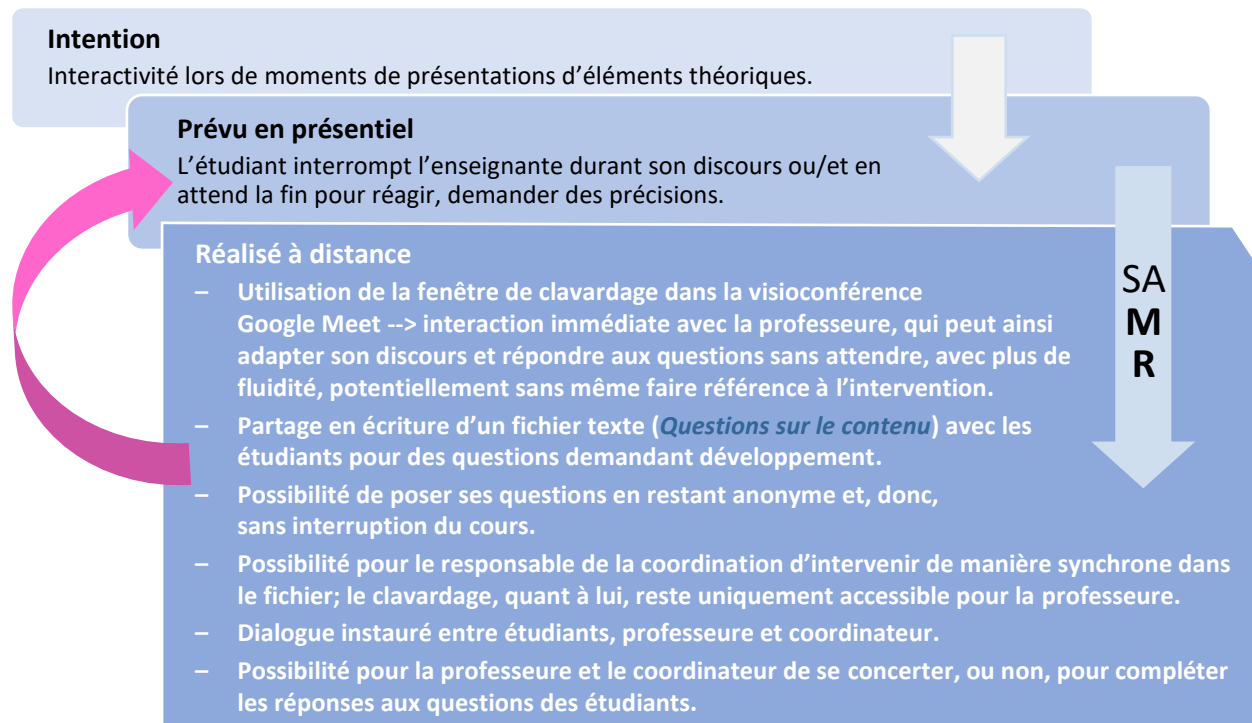 Intention
Interactivité lors de moments de présentations d’éléments théoriques.
Prévu en présentiel
L’étudiant interrompt l’enseignante durant son discours ou/et en
attend la fin pour réagir, demander des précisions.
Réalisé à distance
– Utilisation de la fenêtre de clavardage dans la visioconférence
Google Meet --> interaction immédiate avec la professeure, qui peut ainsi
adapter son discours et répondre aux questions sans attendre, avec plus de
fluidité, potentiellement sans même faire référence à l’intervention.
– Partage en écriture d’un fichier texte (Questions sur le contenu) avec les
étudiants pour des questions demandant développement.
– Possibilité de poser ses questions en restant anonyme et, donc,
sans interruption du cours.
– Possibilité pour le responsable de la coordination d’intervenir de manière synchrone dans
le fichier; le clavardage, quant à lui, reste uniquement accessible pour la professeure.
– Dialogue instauré entre étudiants, professeure et coordinateur.
– Possibilité pour la professeure et le coordinateur de se concerter, ou non, pour compléter
les réponses aux questions des étudiants.
SA
M
R